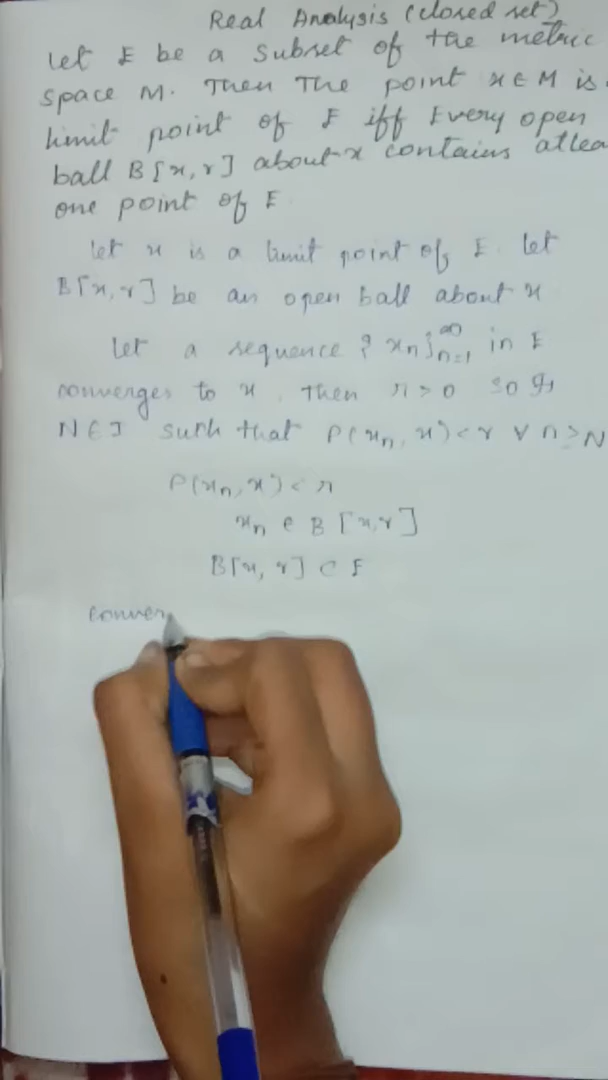 Real Analysis (closed set)
Let E be a subset of the metric
space M. Then The point x ∈ M is
limit point of E iff Every open
ball B[x, r] about x contains atlea
one point of E
Let x is a limit point of E. Let
B[x, r] be an open ball about x
Let a sequence {xn}∞n=1 in E
converges to x. Then r > 0 so ∃
N ∈ I such that ρ(xn, x) < r ∀ n ≥ N
ρ(xn, x) < r
xn ∈ B [x, r]
B[x, r] ⊂ E
conver